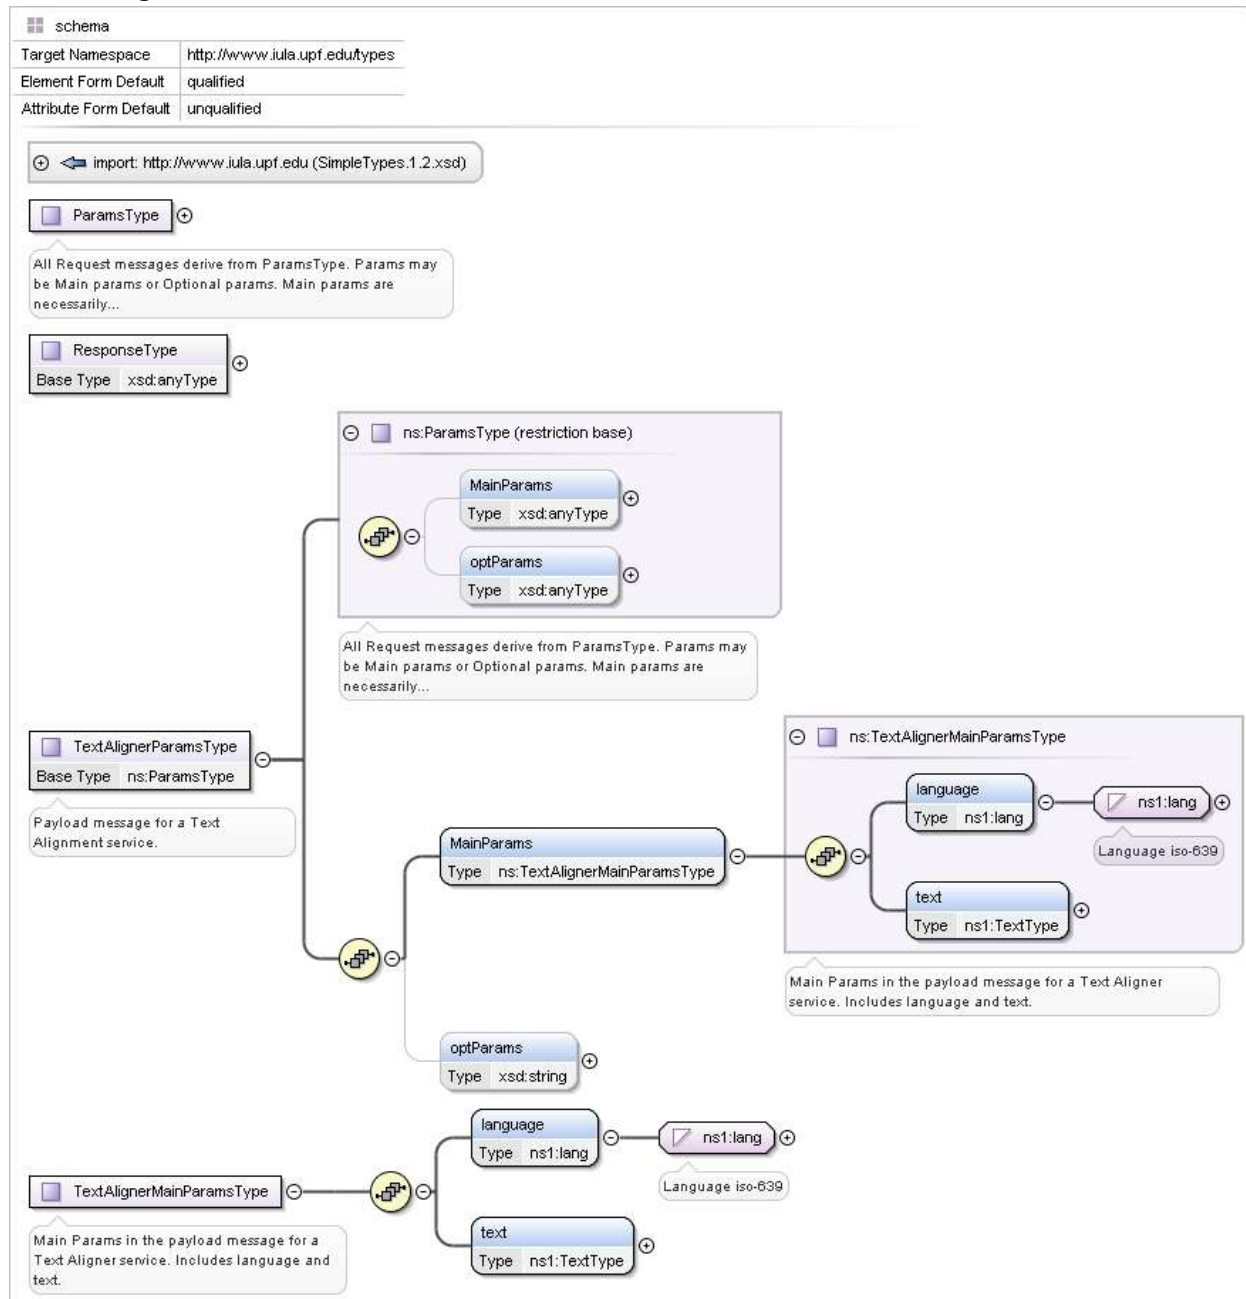 schema
Target Namespace http://www.iula.upf.edu/types
Element Form Default qualified
Attribute Form Default unqualified
import: http://www.iula.upf.edu (SimpleTypes.1.2.xsd)
ParamsType
All Request messages derive from ParamsType. Params may
be Main params or Optional params. Main params are
necessarily...
ResponseType
Base Type xsd:anyType
ns:ParamsType (restriction base)
MainParams
Type xsd:anyType
optParams
Type xsd:anyType
All Request messages derive from ParamsType. Params may
be Main params or Optional params. Main params are
necessarily...
TextAlignerParamsType
Base Type ns:ParamsType
Payload message for a Text
Alignment service.
MainParams
Type ns:TextAlignerMainParamsType
ns:TextAlignerMainParamsType
language
Type ns1:lang
ns1:lang
Language iso-639
text
Type ns1:TextType
Main Params in the payload message for a Text Aligner
service. Includes language and text.
optParams
Type xsd:string
TextAlignerMainParamsType
Main Params in the payload message for a
Text Aligner service. Includes language and
text.
language
Type ns1:lang
ns1:lang
Language iso-639
text
Type ns1:TextType